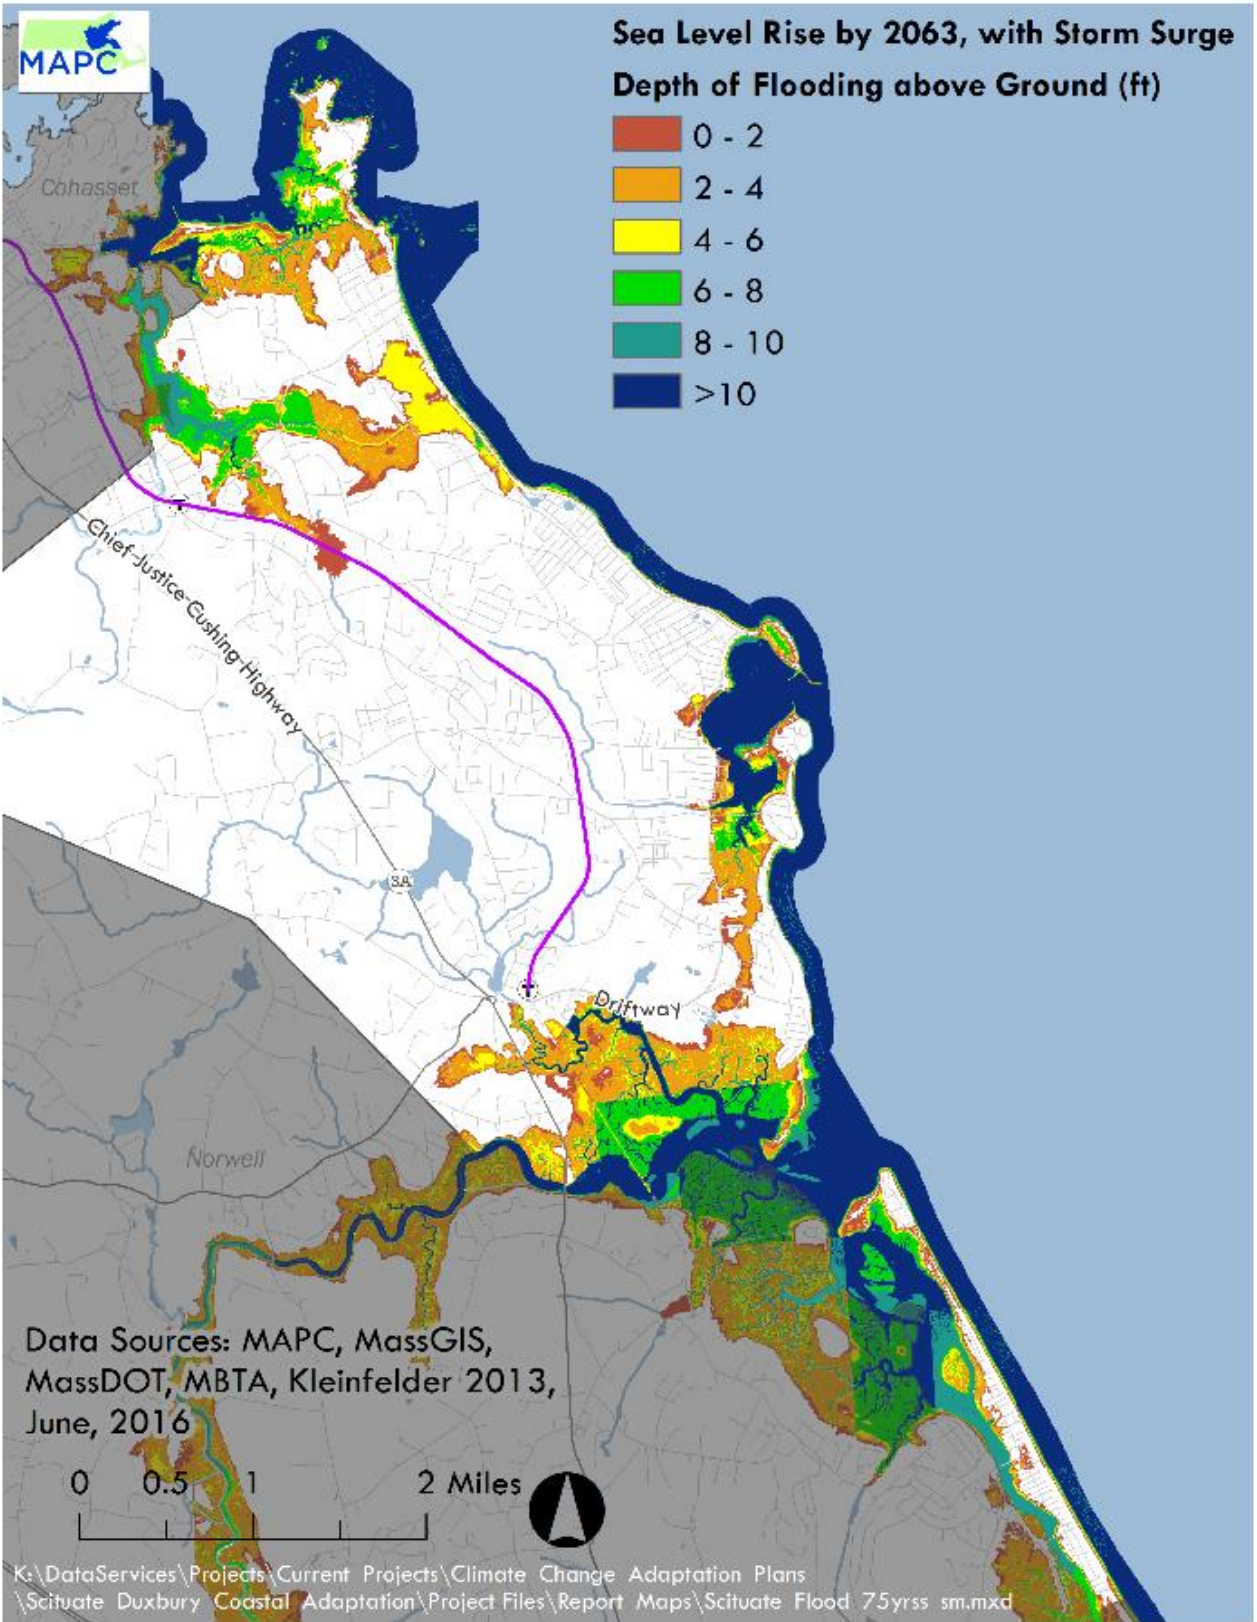 MAPC
Sea Level Rise by 2063, with Storm Surge
Depth of Flooding above Ground (ft)
0 - 2
2 - 4
4 - 6
6 - 8
8 - 10
>10
Cohasset
Chief-Justice-Cushing-Highway
3A
Driftway
Norwell
Data Sources: MAPC, MassGIS,
MassDOT, MBTA, Kleinfelder 2013,
June, 2016
0 0.5 1 2 Miles
K:\DataServices\Projects\Current Projects\Climate Change Adaptation Plans
\Scituate Duxbury Coastal Adaptation\Project Files\Report Maps\Scituate Flood 75yrss sm.mxd